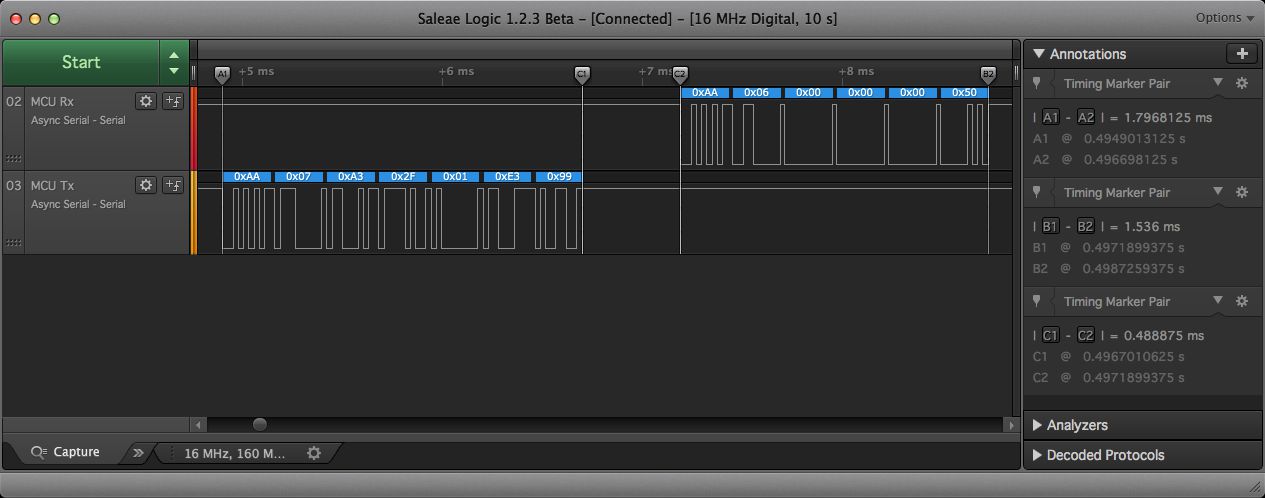 Saleae Logic 1.2.3 Beta – [Connected] – [16 MHz Digital, 10 s]
Options
Start
A1 +5 ms +6 ms C1 +7 ms C2 +8 ms B2
02 MCU Rx
Async Serial - Serial
0xAA 0x06 0x00 0x00 0x00 0x50
03 MCU Tx
Async Serial - Serial
0xAA 0x07 0xA3 0x2F 0x01 0xE3 0x99
Capture
16 MHz, 160 M...
Annotations
Timing Marker Pair
| A1 - A2 | = 1.7968125 ms
A1 @ 0.4949013125 s
A2 @ 0.496698125 s
Timing Marker Pair
| B1 - B2 | = 1.536 ms
B1 @ 0.4971899375 s
B2 @ 0.4987259375 s
Timing Marker Pair
| C1 - C2 | = 0.488875 ms
C1 @ 0.4967010625 s
C2 @ 0.4971899375 s
Analyzers
Decoded Protocols